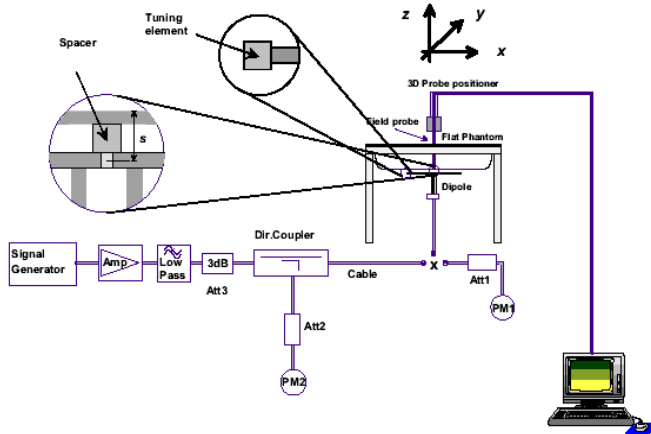 Tuning
element
z
y
x
Spacer
s
3D Probe positioner
Field probe
Flat Phantom
Dipole
Dir.Coupler
Signal
Generator
Amp
Low
Pass
3dB
Att3
Cable
x
Att1
PM1
Att2
PM2